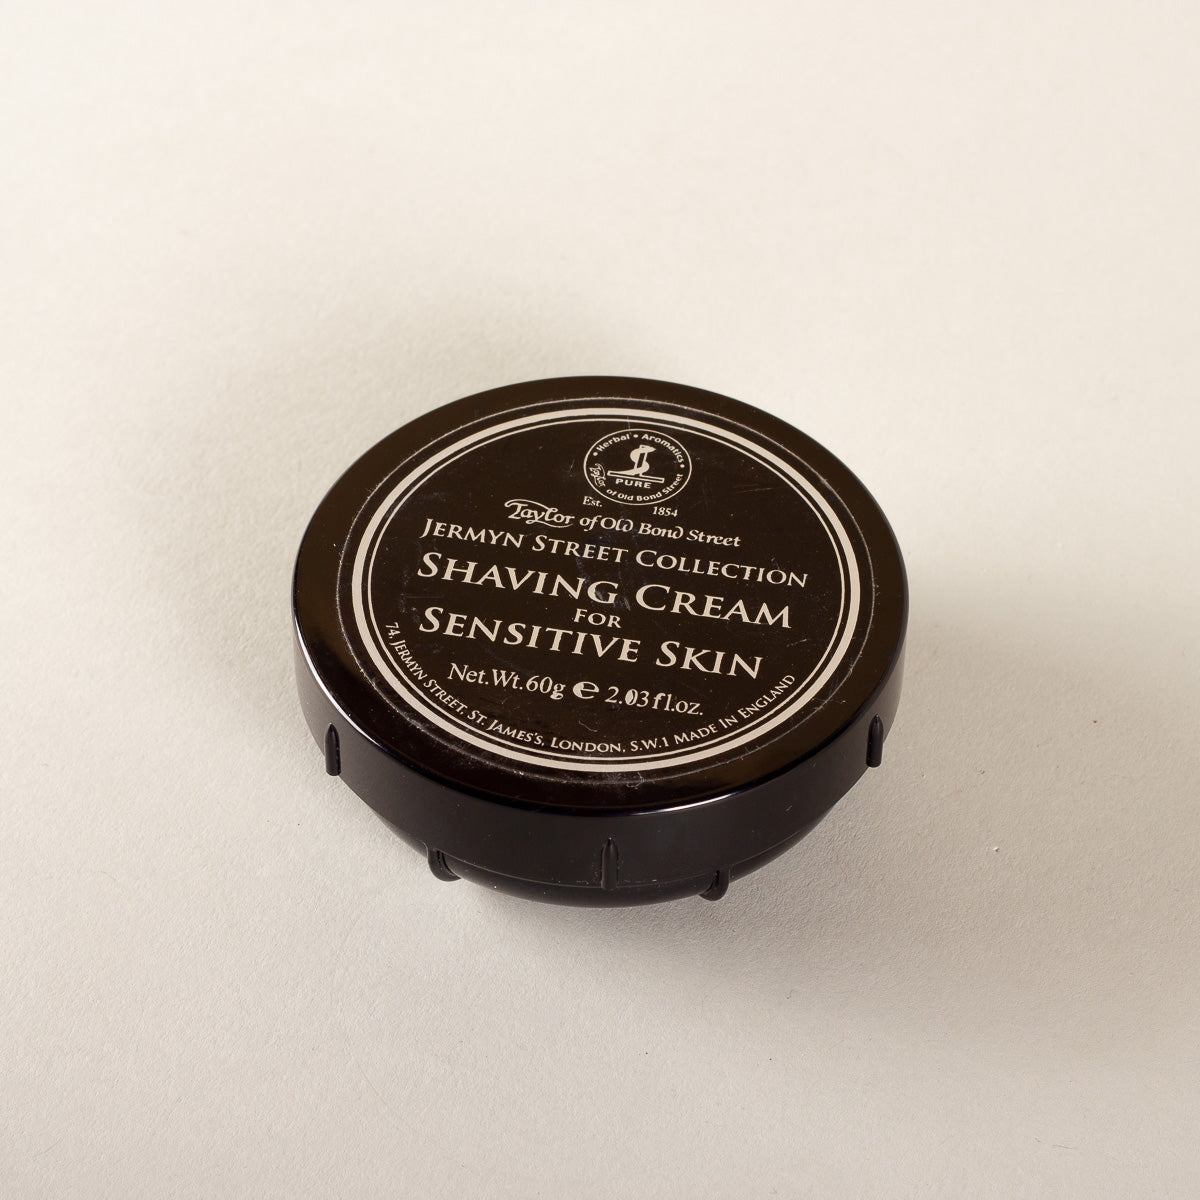 • Herbal • Aromatics •
PURE
Taylor of Old Bond Street
Est. 1854
Taylor of Old Bond Street
JERMYN STREET COLLECTION
SHAVING CREAM
FOR
SENSITIVE SKIN
Net.Wt.60g ℮ 2.03fl.oz.
74, JERMYN STREET, ST. JAMES'S, LONDON, S.W.1 MADE IN ENGLAND